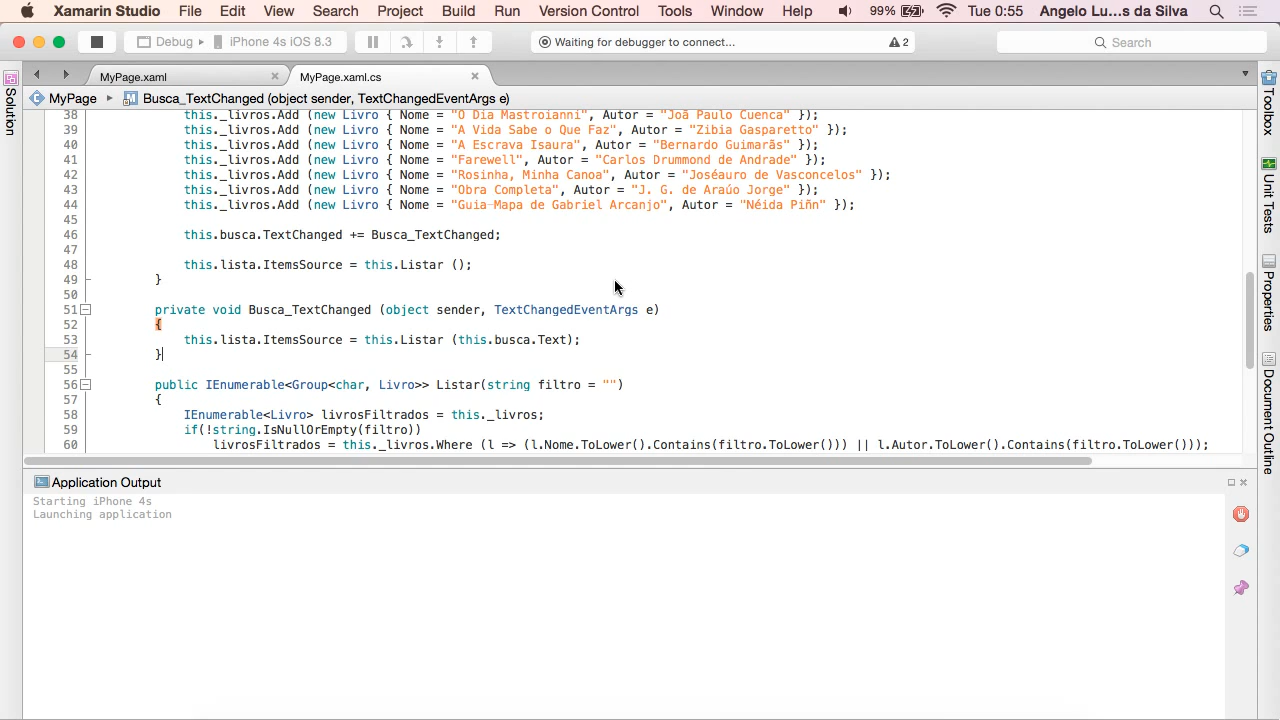 Xamarin Studio File Edit View Search Project Build Run Version Control Tools Window Help 99% Tue 0:55 Angelo Lu...s da Silva
Debug iPhone 4s iOS 8.3 Waiting for debugger to connect... 2 Search
MyPage.xaml MyPage.xaml.cs
MyPage Busca_TextChanged (object sender, TextChangedEventArgs e)
38 this._livros.Add (new Livro { Nome = "O Dia Mastroianni", Autor = "Joã Paulo Cuenca" });
39 this._livros.Add (new Livro { Nome = "A Vida Sabe o Que Faz", Autor = "Zibia Gasparetto" });
40 this._livros.Add (new Livro { Nome = "A Escrava Isaura", Autor = "Bernardo Guimarãs" });
41 this._livros.Add (new Livro { Nome = "Farewell", Autor = "Carlos Drummond de Andrade" });
42 this._livros.Add (new Livro { Nome = "Rosinha, Minha Canoa", Autor = "Joséauro de Vasconcelos" });
43 this._livros.Add (new Livro { Nome = "Obra Completa", Autor = "J. G. de Araúo Jorge" });
44 this._livros.Add (new Livro { Nome = "Guia-Mapa de Gabriel Arcanjo", Autor = "Néida Piñn" });
45
46 this.busca.TextChanged += Busca_TextChanged;
47
48 this.lista.ItemsSource = this.Listar ();
49 }
50
51 private void Busca_TextChanged (object sender, TextChangedEventArgs e)
52 {
53 this.lista.ItemsSource = this.Listar (this.busca.Text);
54 }
55
56 public IEnumerable<Group<char, Livro>> Listar(string filtro = "")
57 {
58 IEnumerable<Livro> livrosFiltrados = this._livros;
59 if(!string.IsNullOrEmpty(filtro))
60 livrosFiltrados = this._livros.Where (l => (l.Nome.ToLower().Contains(filtro.ToLower())) || l.Autor.ToLower().Contains(filtro.ToLower()));
Application Output
Starting iPhone 4s
Launching application
Solution
Toolbox
Unit Tests
Properties
Document Outline